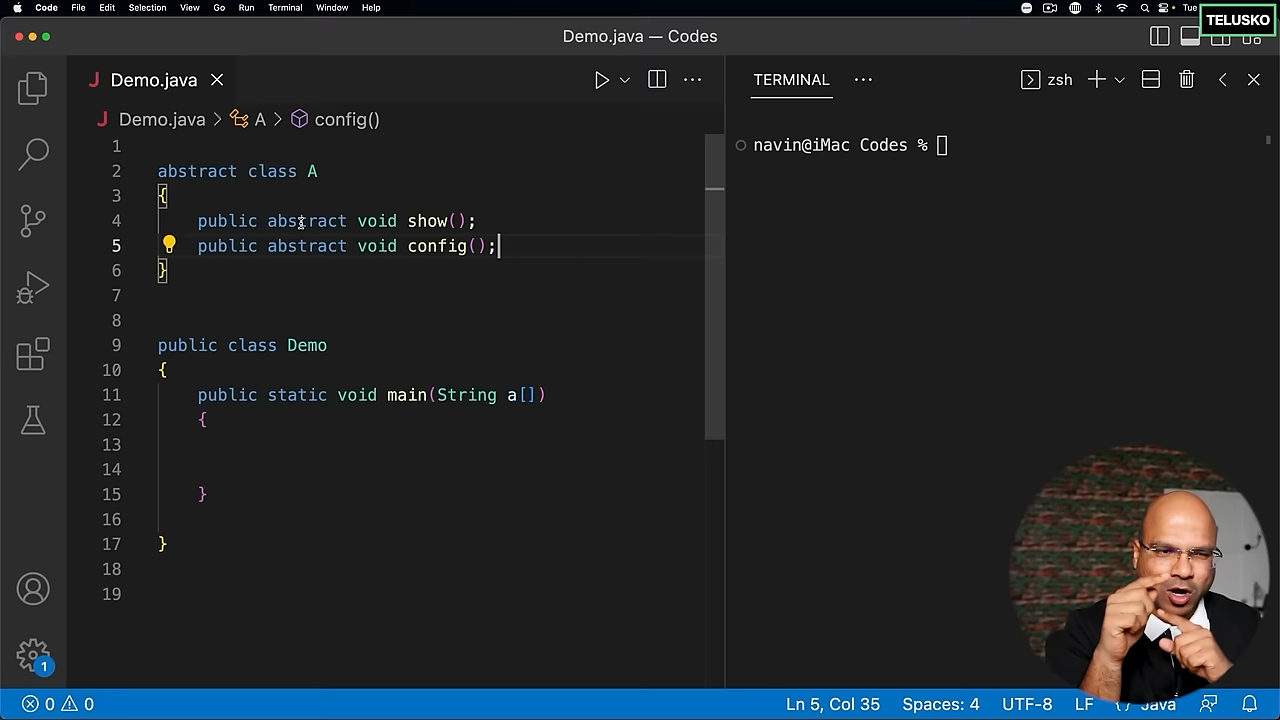 Code File Edit Selection View Go Run Terminal Window Help Tue
TELUSKO
Demo.java — Codes
Demo.java
Demo.java > A > config()
1
2 abstract class A
3 {
4 public abstract void show();
5 public abstract void config();
6 }
7
8
9 public class Demo
10 {
11 public static void main(String a[])
12 {
13
14
15 }
16
17 }
18
19
TERMINAL ... zsh
navin@iMac Codes %
1
0 0 Ln 5, Col 35 Spaces: 4 UTF-8 LF {} Java